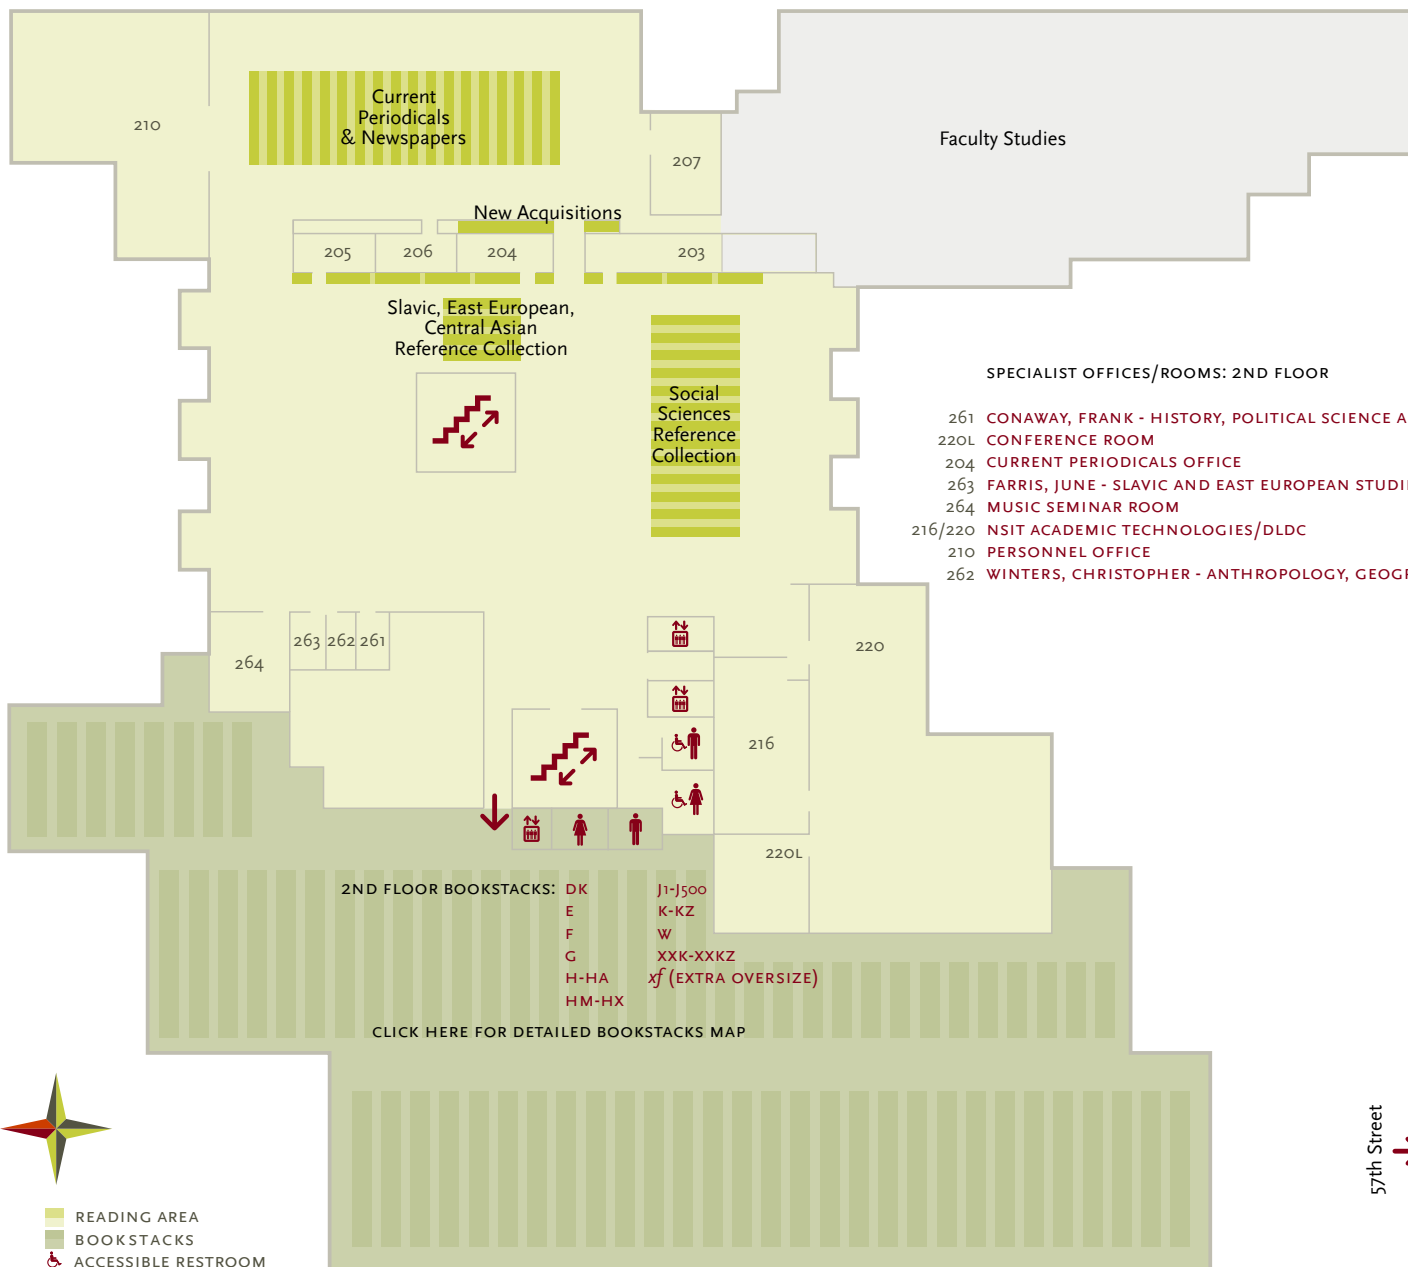 Current
Periodicals
& Newspapers
210
207
Faculty Studies
New Acquisitions
205
206
204
203
Slavic, East European,
Central Asian
Reference Collection
Social
Sciences
Reference
Collection
SPECIALIST OFFICES/ROOMS: 2ND FLOOR
261 CONAWAY, FRANK - HISTORY, POLITICAL SCIENCE A
220L CONFERENCE ROOM
204 CURRENT PERIODICALS OFFICE
263 FARRIS, JUNE - SLAVIC AND EAST EUROPEAN STUDI
264 MUSIC SEMINAR ROOM
216/220 NSIT ACADEMIC TECHNOLOGIES/DLDC
210 PERSONNEL OFFICE
262 WINTERS, CHRISTOPHER - ANTHROPOLOGY, GEOGR
264
263
262
261
220
216
220L
2ND FLOOR BOOKSTACKS: DK J1-J500
E K-KZ
F W
G XXK-XXKZ
H-HA xf (EXTRA OVERSIZE)
HM-HX
CLICK HERE FOR DETAILED BOOKSTACKS MAP
57th Street
READING AREA
BOOKSTACKS
ACCESSIBLE RESTROOM